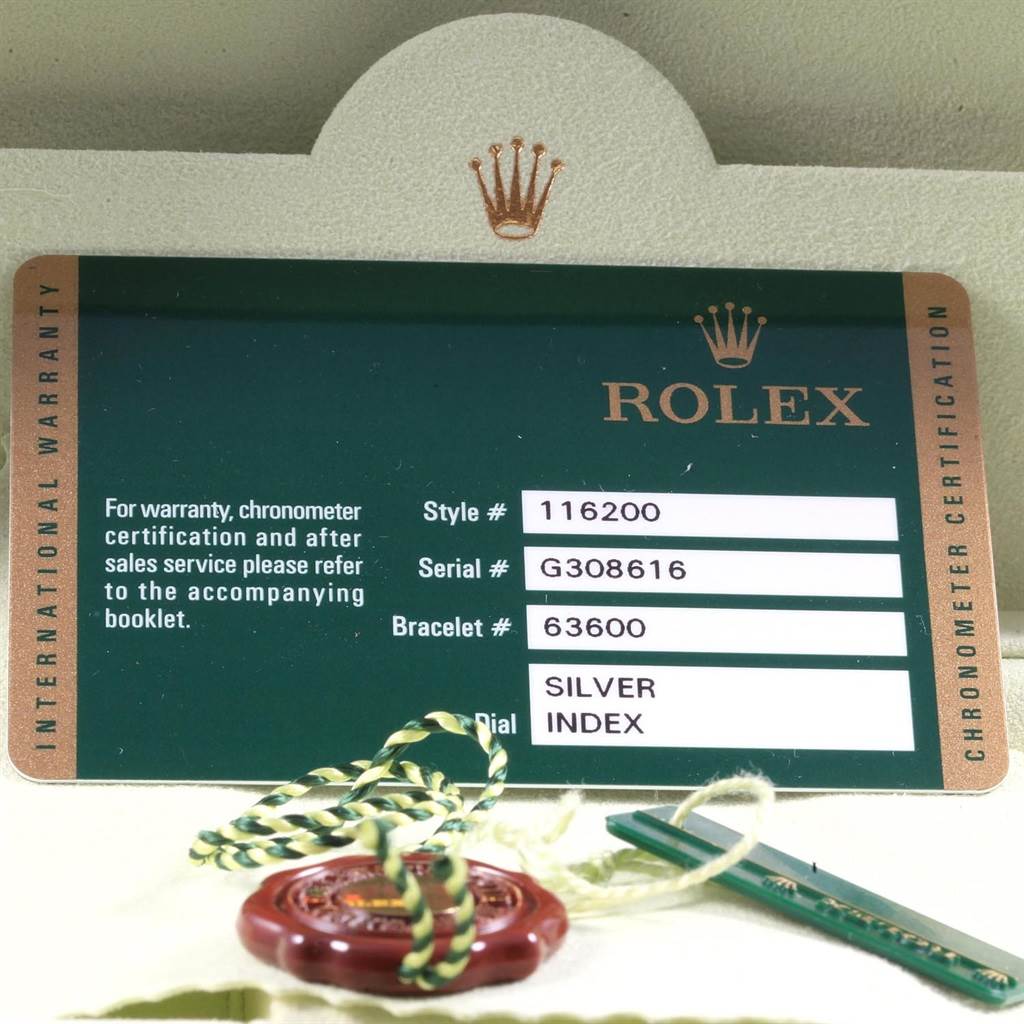 INTERNATIONAL WARRANTY
ROLEX
For warranty, chronometer
certification and after
sales service please refer
to the accompanying
booklet.
Style # 116200
Serial # G308616
Bracelet # 63600
Dial SILVER
INDEX
CHRONOMETER CERTIFICATION